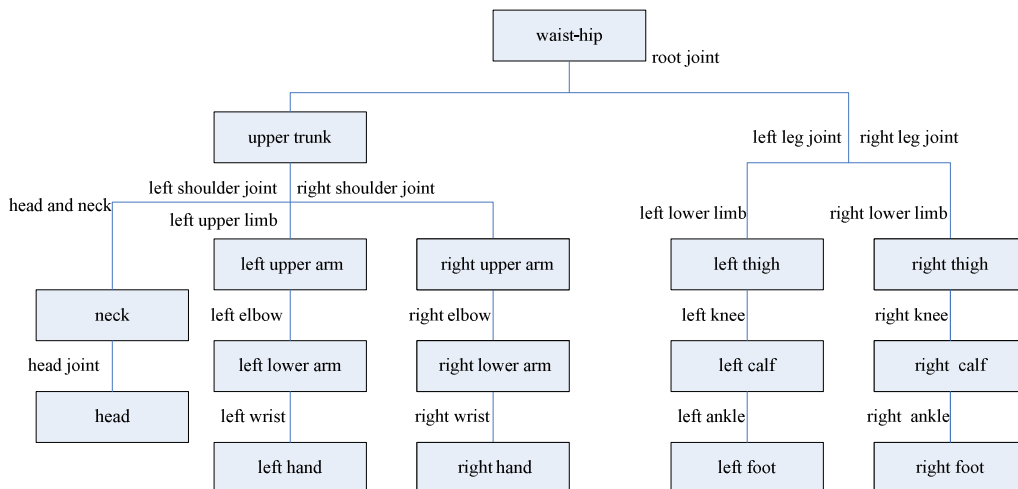 waist-hip
root joint
upper trunk
left leg joint
right leg joint
left shoulder joint
right shoulder joint
head and neck
left upper limb
left lower limb
right lower limb
left upper arm
right upper arm
left thigh
right thigh
neck
left elbow
right elbow
left knee
right knee
head joint
left lower arm
right lower arm
left calf
right calf
head
left wrist
right wrist
left ankle
right ankle
left hand
right hand
left foot
right foot